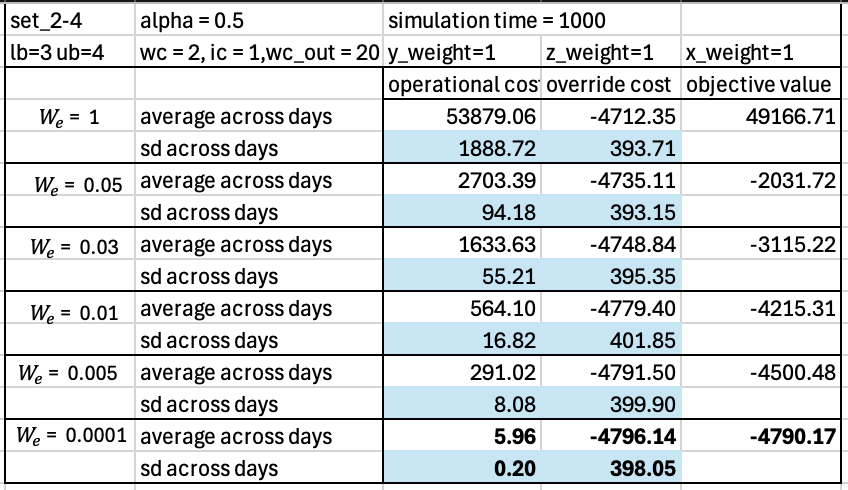 set_2-4 alpha = 0.5 simulation time = 1000
lb=3 ub=4 wc = 2, ic = 1,wc_out = 20 y_weight=1 z_weight=1 x_weight=1
operational cos override cost objective value
We = 1 average across days 53879.06 -4712.35 49166.71
sd across days 1888.72 393.71
We = 0.05 average across days 2703.39 -4735.11 -2031.72
sd across days 94.18 393.15
We = 0.03 average across days 1633.63 -4748.84 -3115.22
sd across days 55.21 395.35
We = 0.01 average across days 564.10 -4779.40 -4215.31
sd across days 16.82 401.85
We = 0.005 average across days 291.02 -4791.50 -4500.48
sd across days 8.08 399.90
We = 0.0001 average across days 5.96 -4796.14 -4790.17
sd across days 0.20 398.05